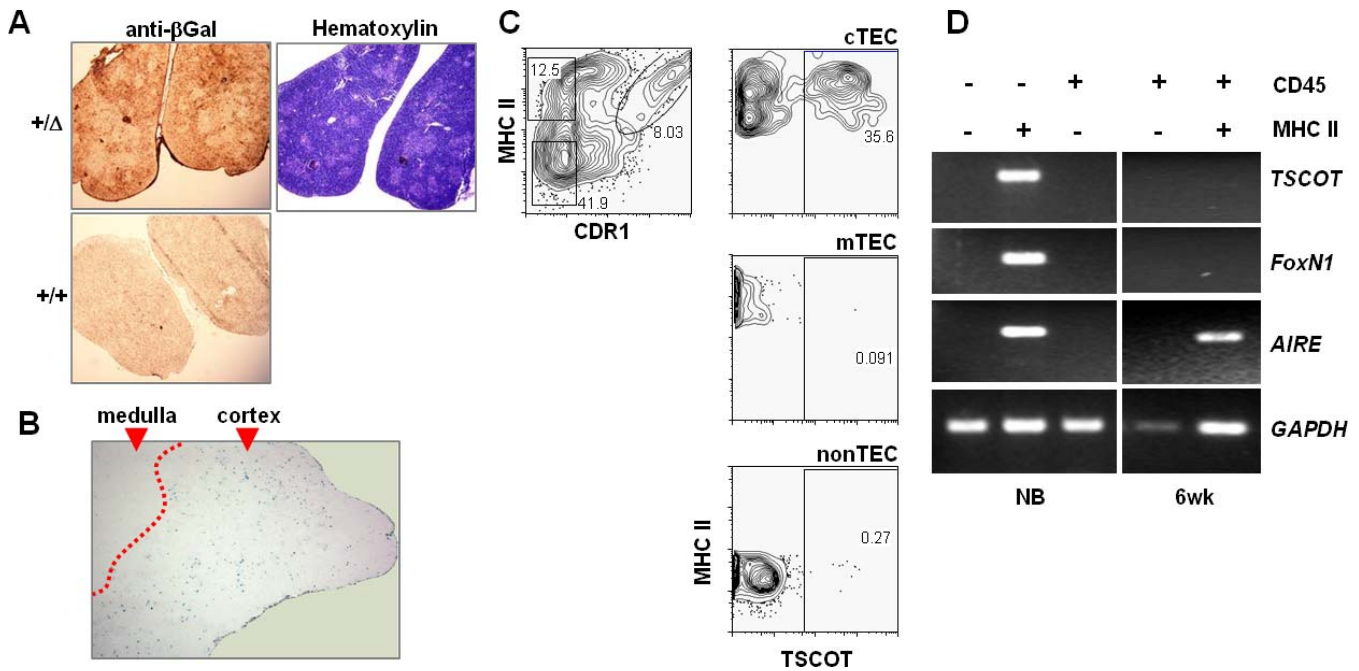 A
anti-βGal
Hematoxylin
+/Δ
+/+
B
medulla
cortex
C
12.5
8.03
41.9
MHC II
CDR1
cTEC
35.6
mTEC
0.091
nonTEC
0.27
MHC II
TSCOT
D
- - + + + CD45
- + - - + MHC II
TSCOT
FoxN1
AIRE
GAPDH
NB 6wk